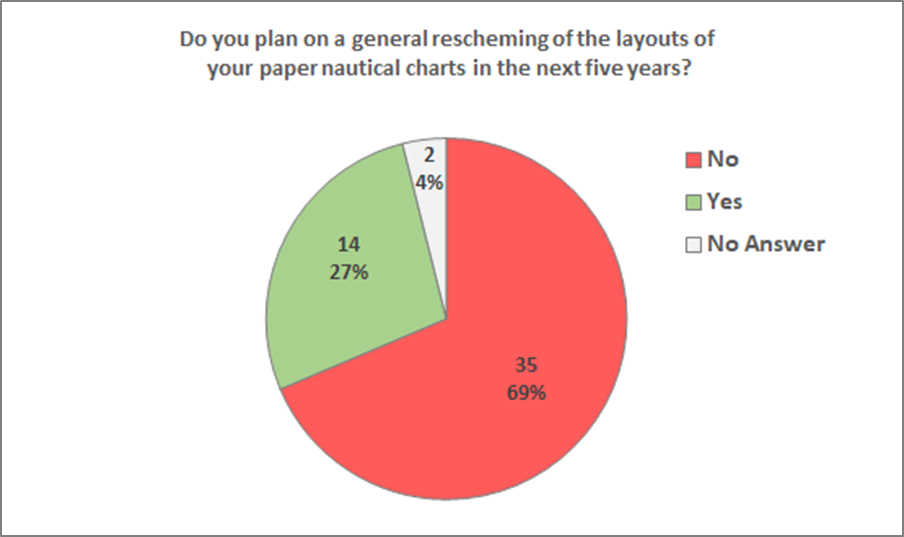 Do you plan on a general rescheming of the layouts of
your paper nautical charts in the next five years?
2
4%
14
27%
35
69%
No
Yes
No Answer